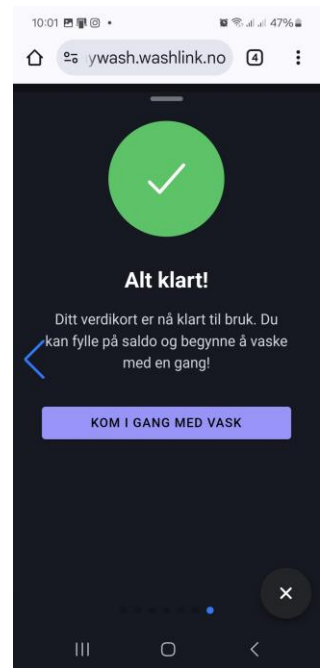 10:01
47%
ywash.washlink.no
4
Alt klart!
Ditt verdikort er nå klart til bruk. Du
kan fylle på saldo og begynne å vaske
med en gang!
KOM I GANG MED VASK